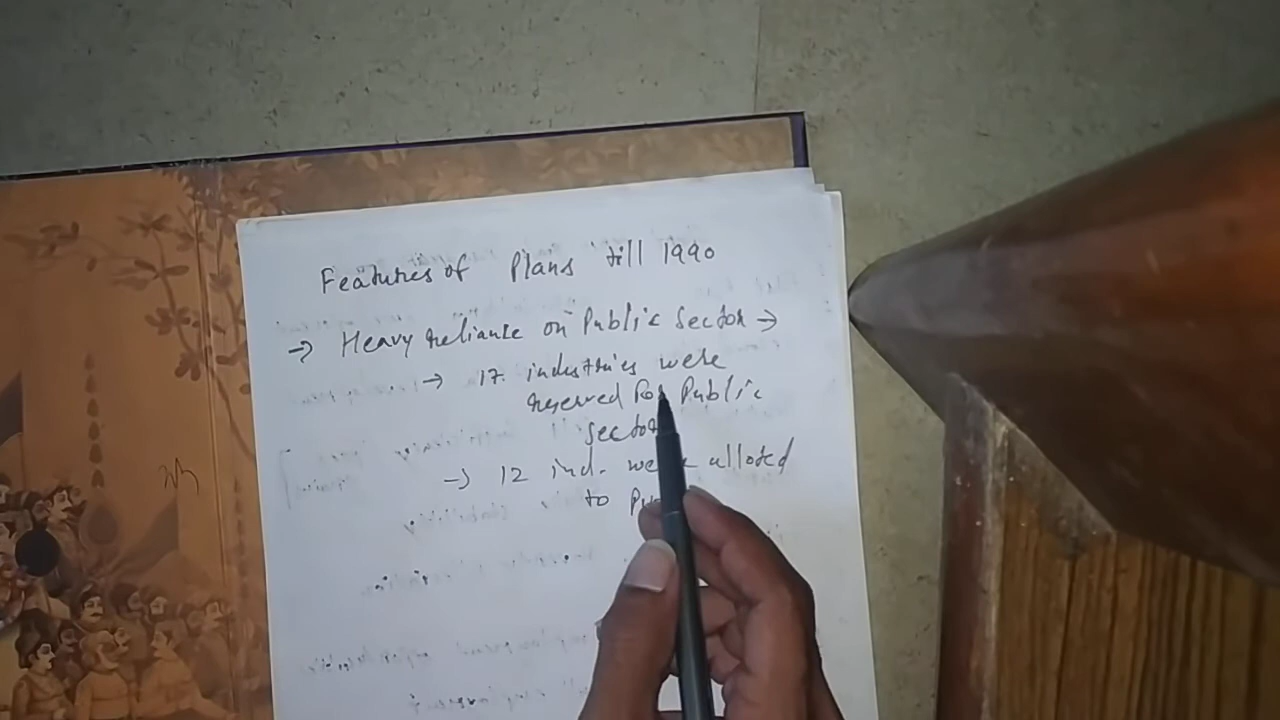 Features of Plans till 1990
→ Heavy reliance on Public Sector →
→ 17 industries were
reserved for Public
sector
→ 12 ind. were alloted
to